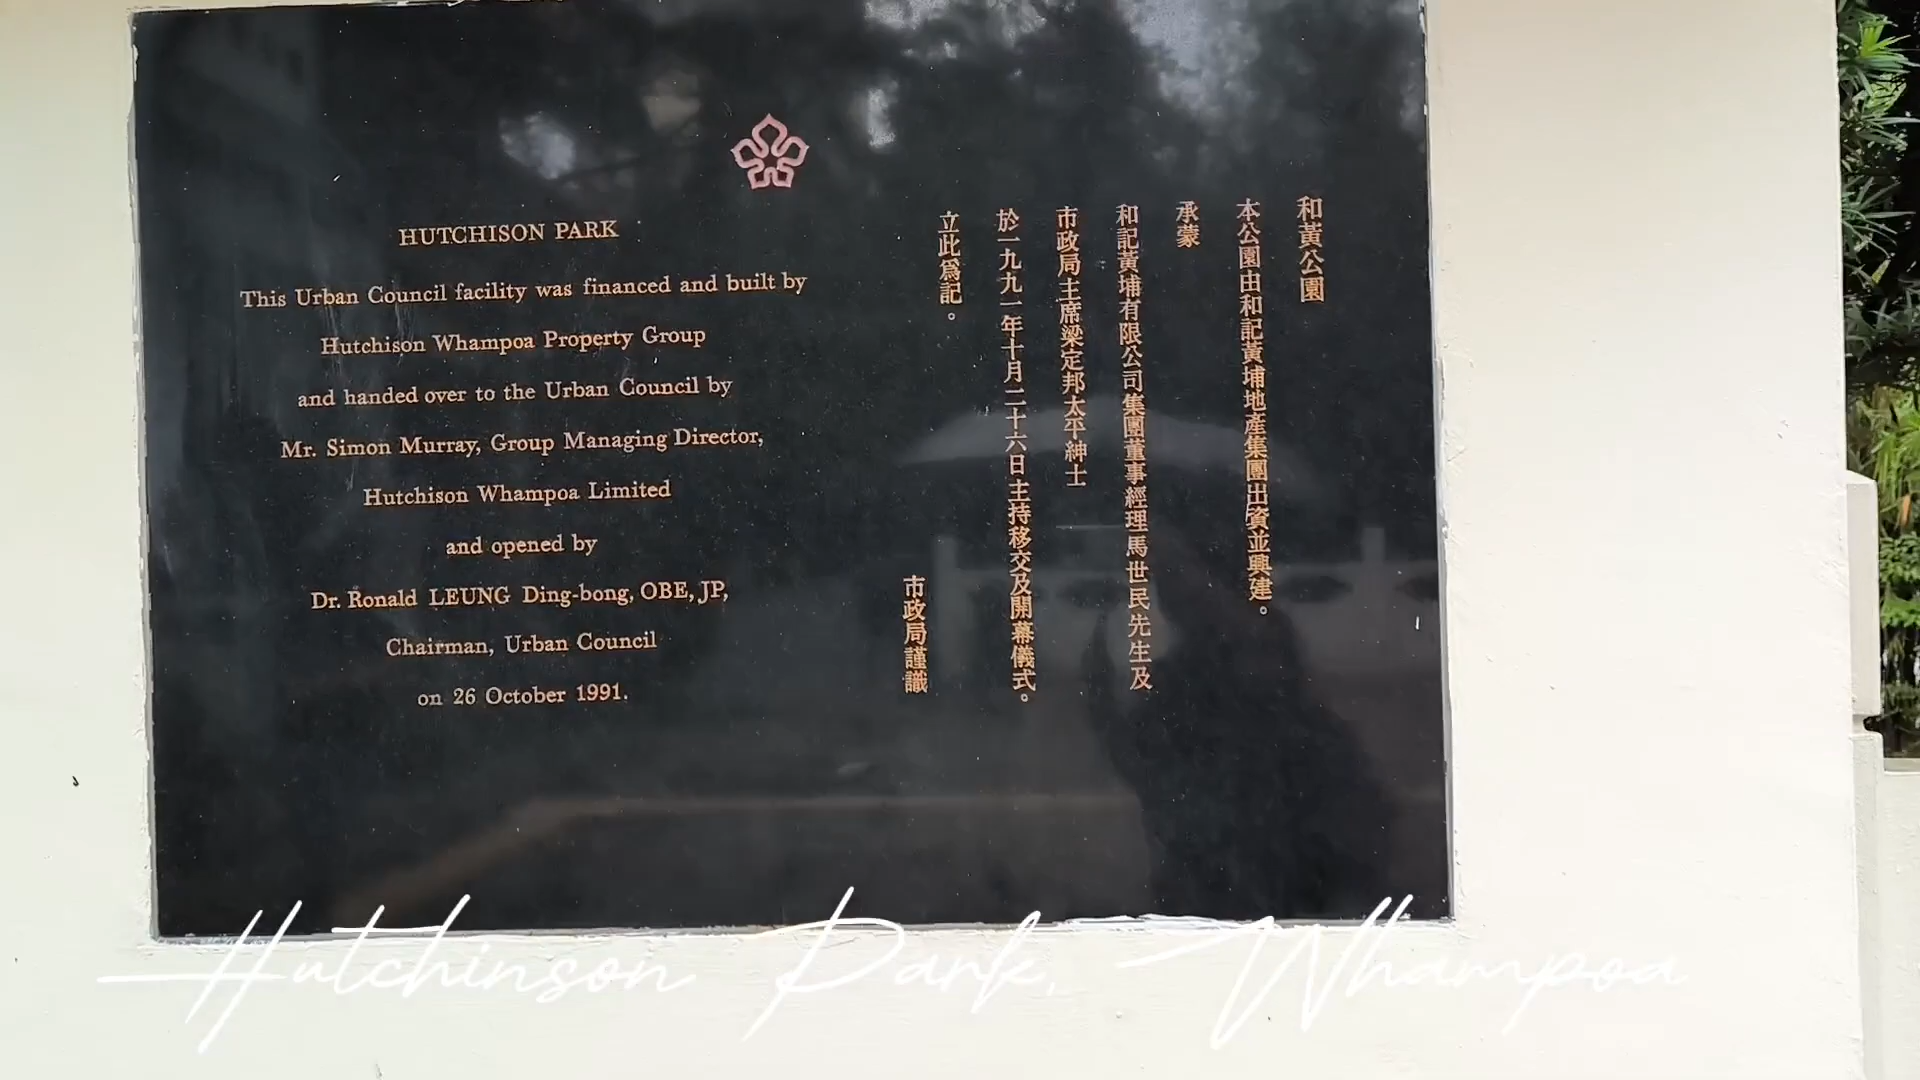 HUTCHISON PARK
This Urban Council facility was financed and built by
Hutchison Whampoa Property Group
and handed over to the Urban Council by
Mr. Simon Murray, Group Managing Director,
Hutchison Whampoa Limited
and opened by
Dr. Ronald LEUNG Ding-bong, OBE, JP,
Chairman, Urban Council
on 26 October 1991.
和黃公園
本公園由和記黃埔地產集團出資並興建。
承蒙
和記黃埔有限公司集團董事經理馬世民先生及
市政局主席梁定邦太平紳士
於一九九一年十月二十六日主持移交及開幕儀式。
立此爲記。
市政局謹識
Hutchinson Park, Whampoa